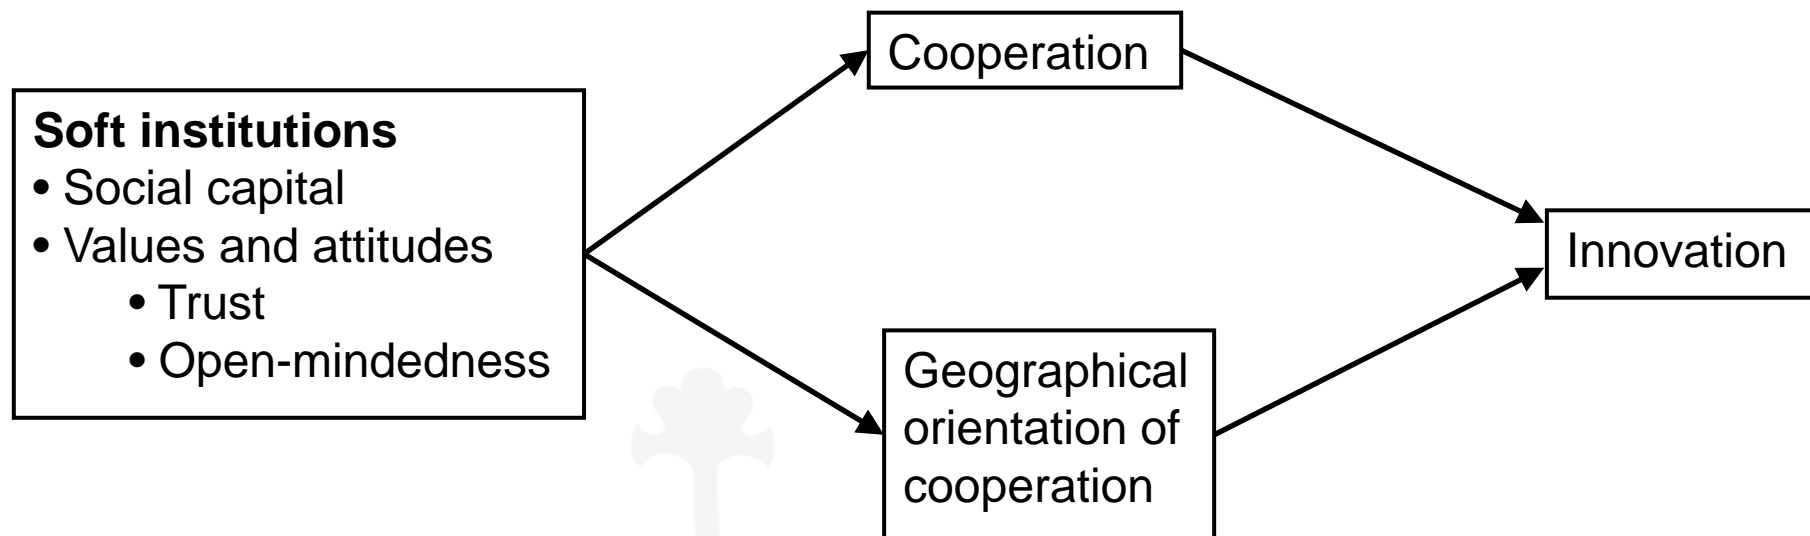 Soft institutions
• Social capital
• Values and attitudes
• Trust
• Open-mindedness
Cooperation
Geographical
orientation of
cooperation
Innovation